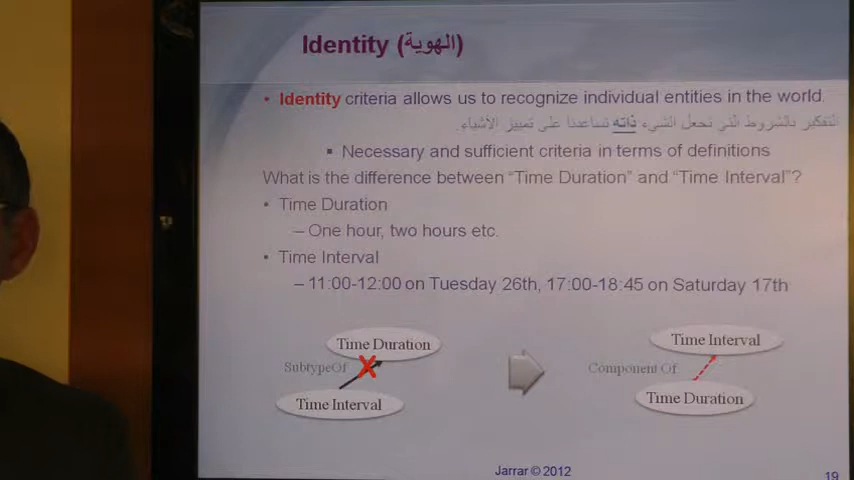 Identity (الهوية)
• Identity criteria allows us to recognize individual entities in the world.
التفكير بالشروط التي تجعل الشيء ذاته تساعدنا على تمييز الأشياء.
▪ Necessary and sufficient criteria in terms of definitions
What is the difference between “Time Duration” and “Time Interval”?
• Time Duration
– One hour, two hours etc.
• Time Interval
– 11:00-12:00 on Tuesday 26th, 17:00-18:45 on Saturday 17th
Time Duration
SubtypeOf
Time Interval
Time Interval
Component Of
Time Duration
Jarrar © 2012
19